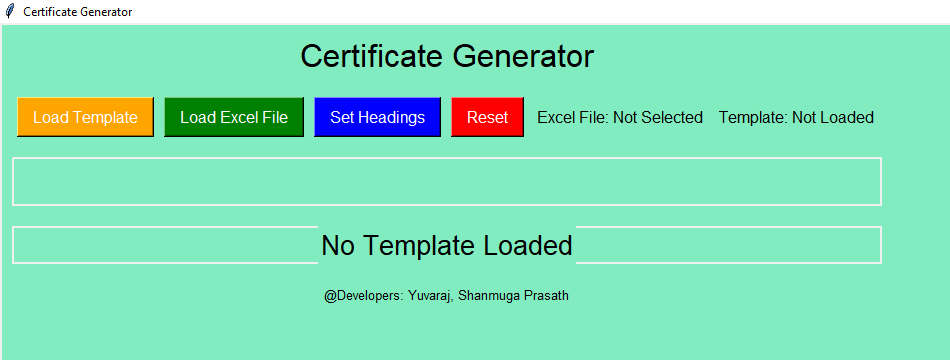 Certificate Generator
Certificate Generator
Load Template Load Excel File Set Headings Reset Excel File: Not Selected Template: Not Loaded
No Template Loaded
@Developers: Yuvaraj, Shanmuga Prasath